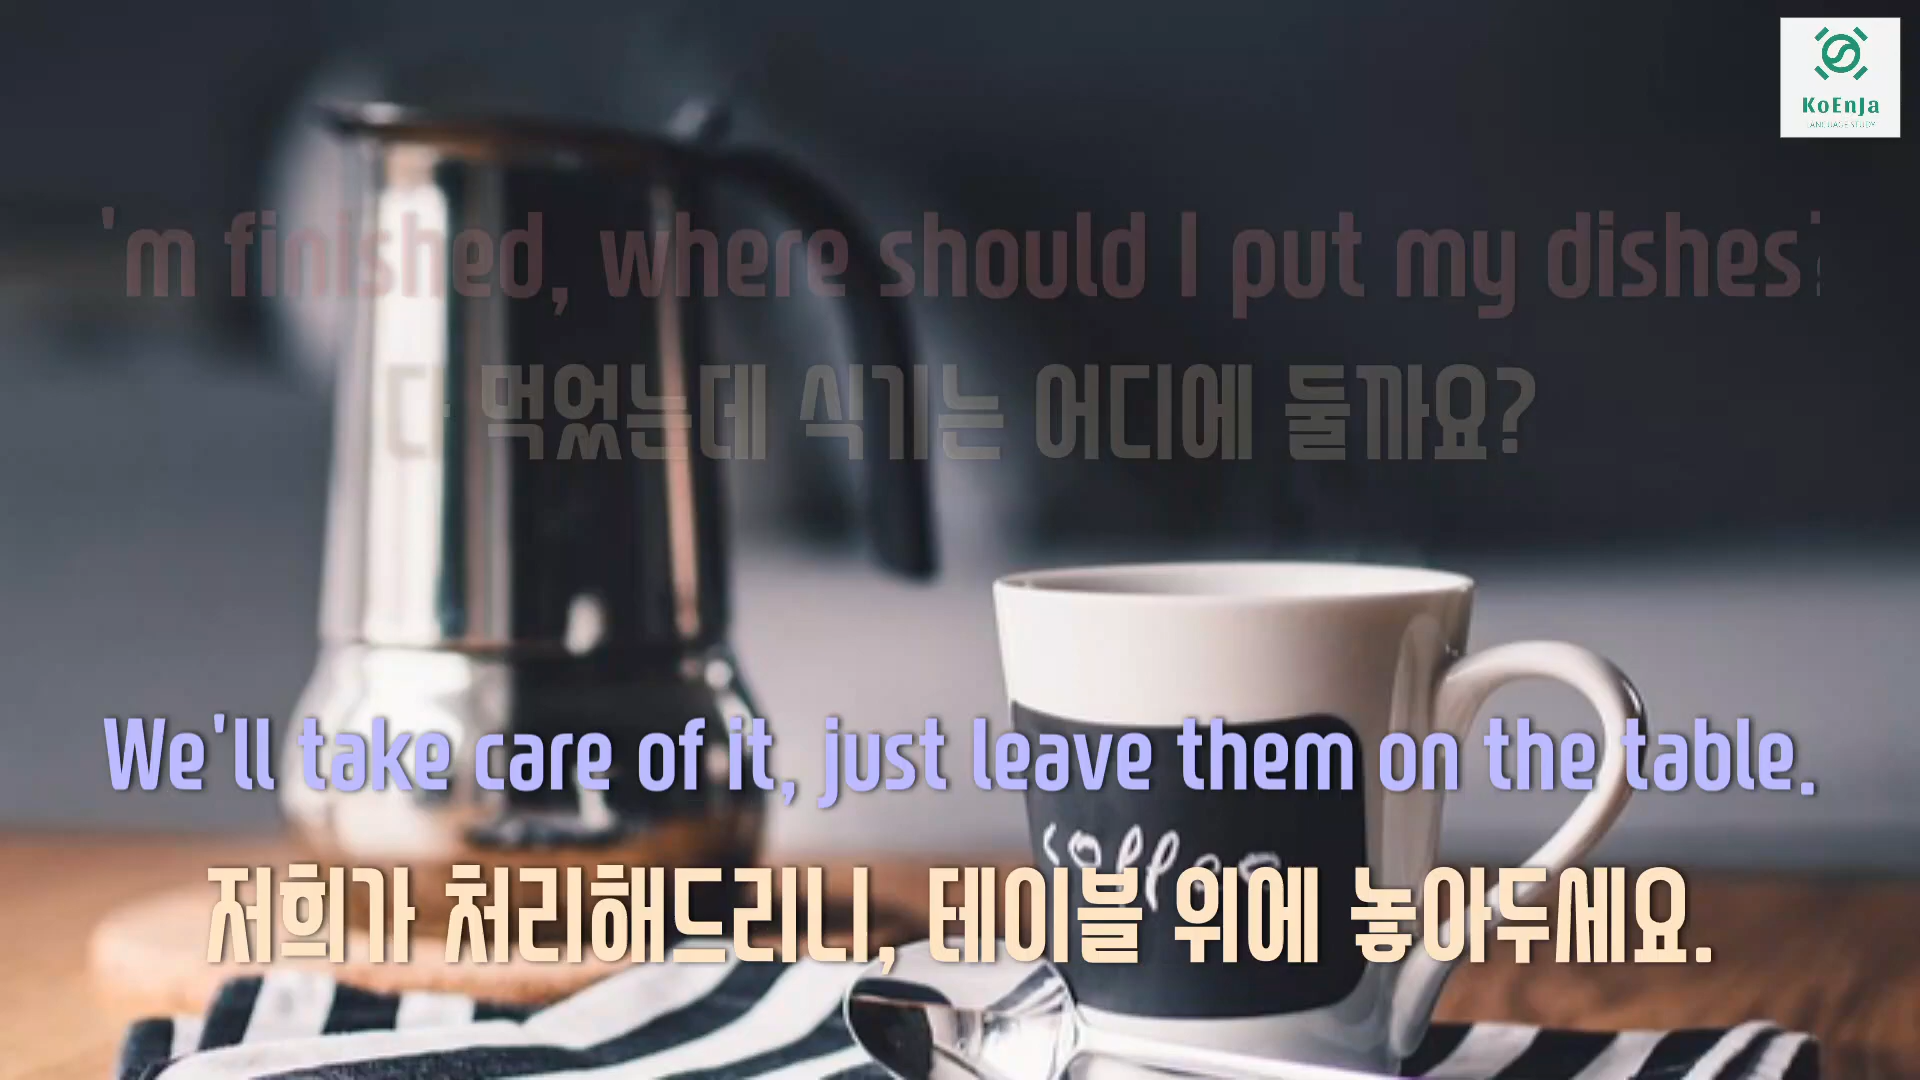 KoEnJa
LANGUAGE STUDY
'm finished, where should I put my dishes
다 먹었는데 식기는 어디에 둘까요?
We'll take care of it, just leave them on the table.
coffee
저희가 처리해드리니, 테이블 위에 놓아두세요.